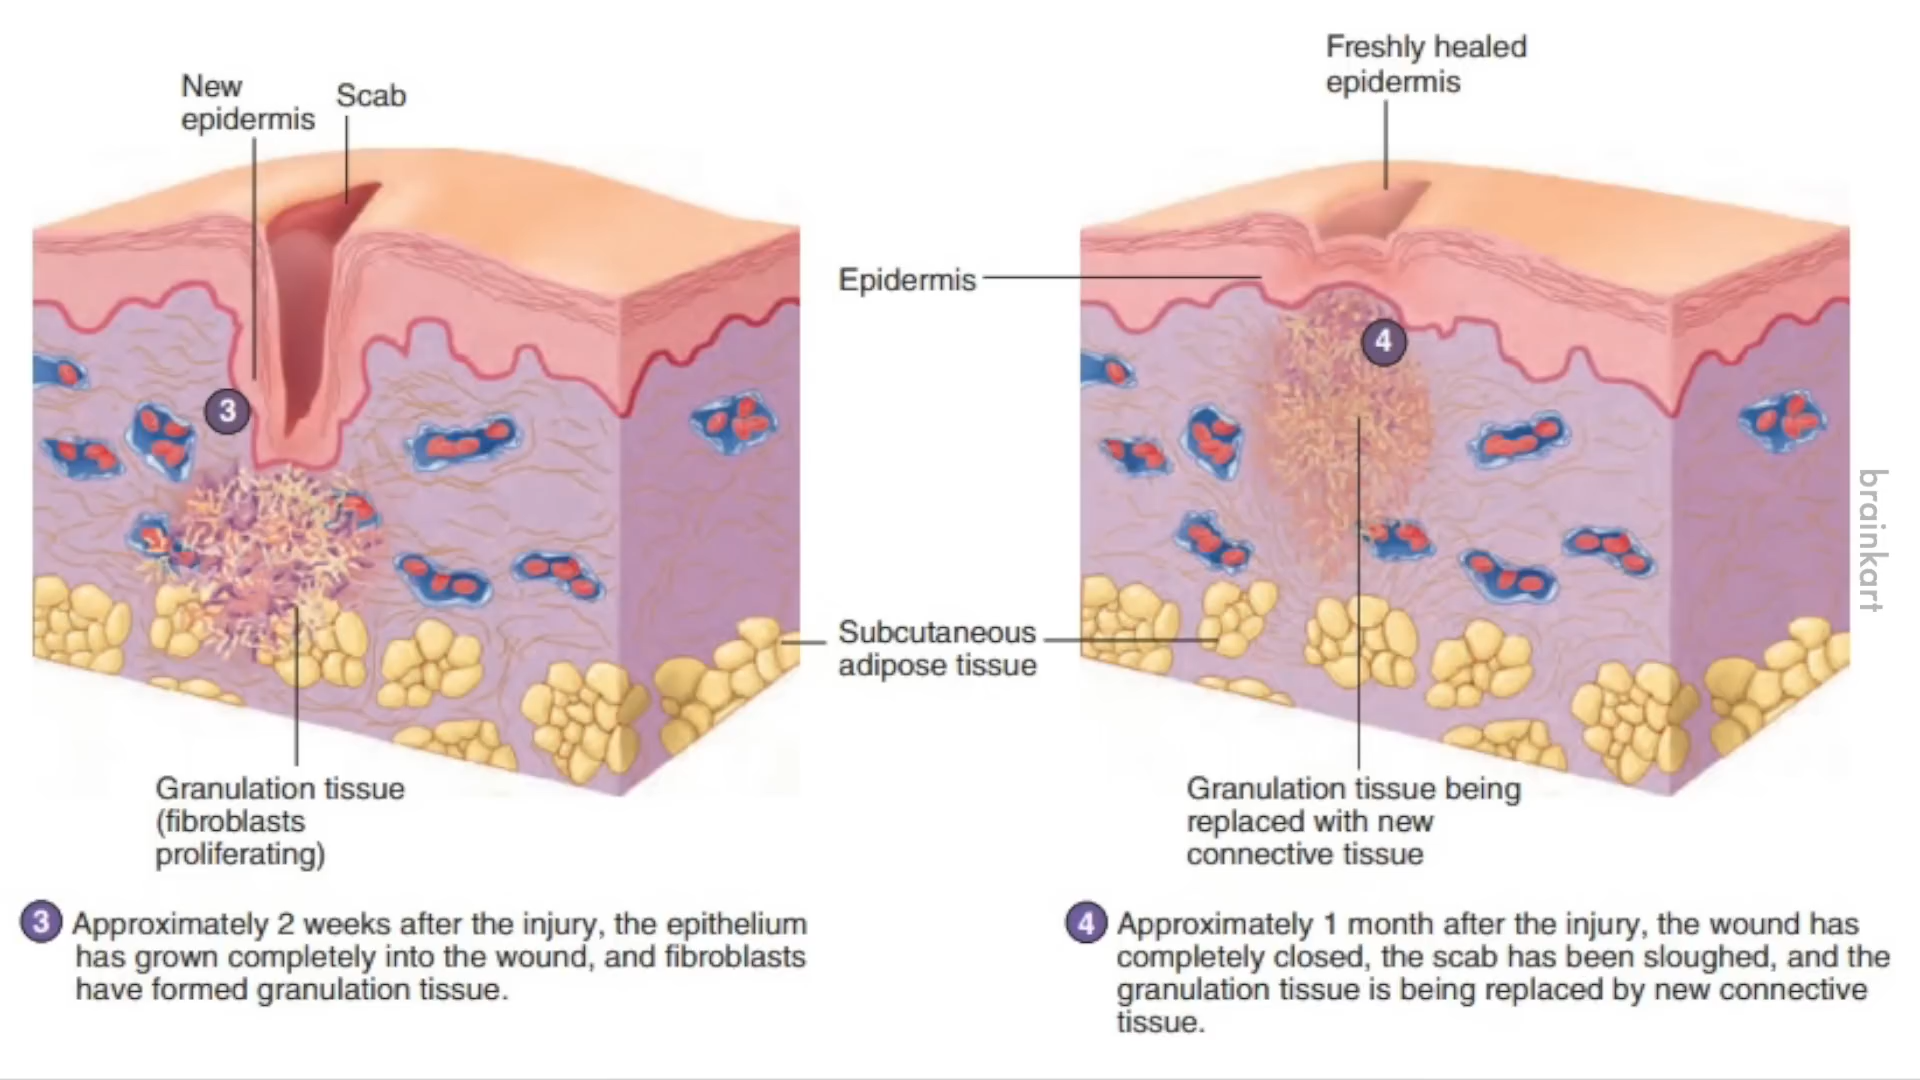 New
epidermis
Scab
Freshly healed
epidermis
3
Epidermis
4
Subcutaneous
adipose tissue
Granulation tissue
(fibroblasts
proliferating)
Granulation tissue being
replaced with new
connective tissue
3 Approximately 2 weeks after the injury, the epithelium
has grown completely into the wound, and fibroblasts
have formed granulation tissue.
4 Approximately 1 month after the injury, the wound has
completely closed, the scab has been sloughed, and the
granulation tissue is being replaced by new connective
tissue.
brainkart